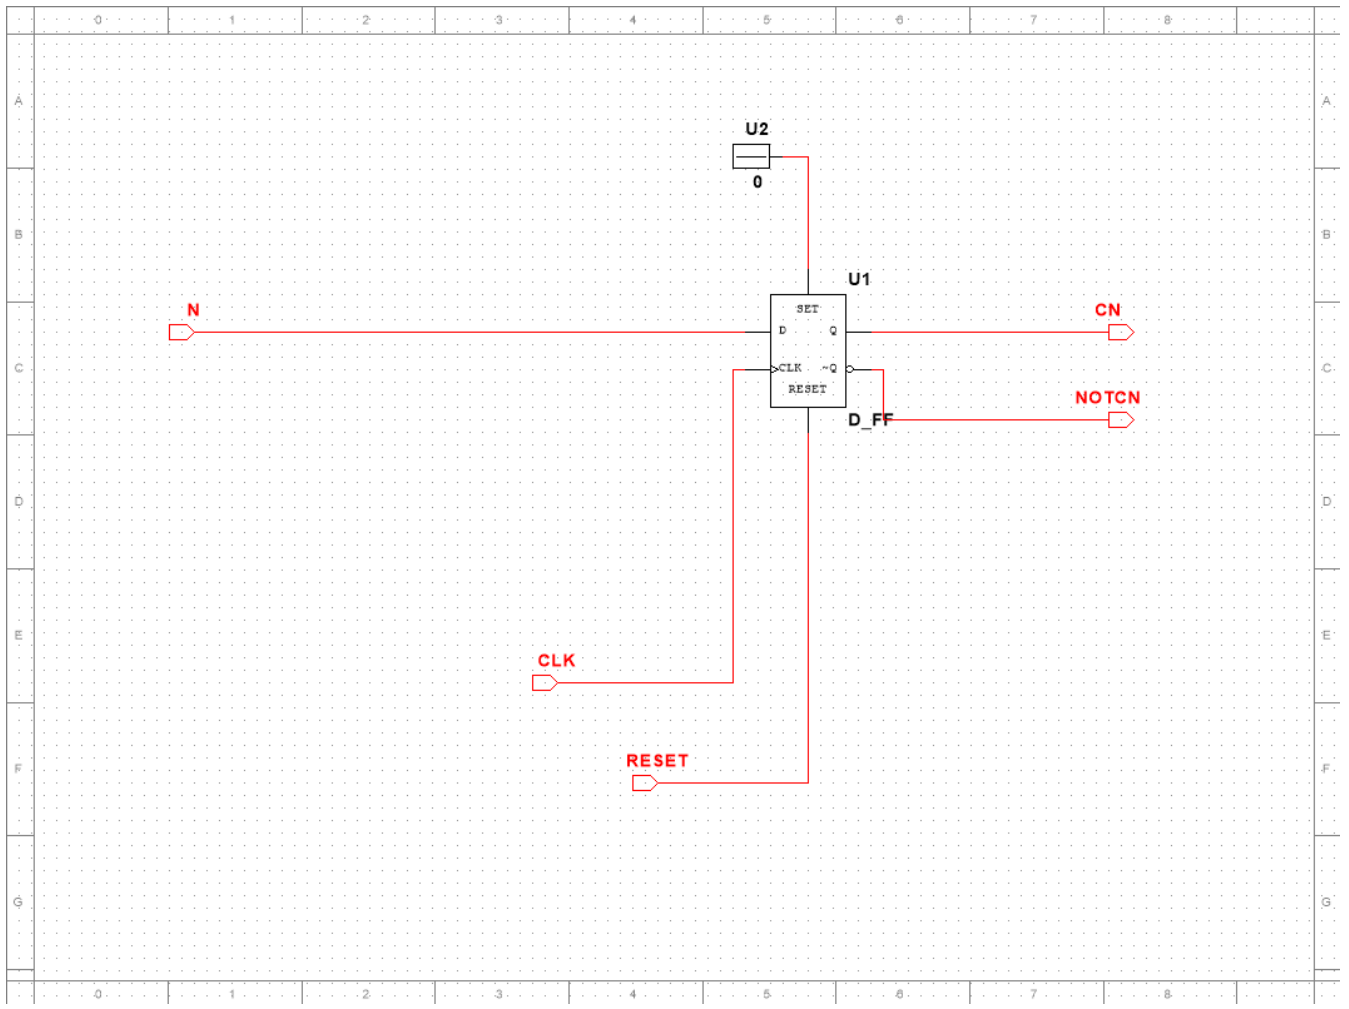 0 1 2 3 4 5 6 7 8
A A
U2
0
B B
U1
N CN
SET
D Q
C CLK ~Q C
RESET
NOTCN
D_FF
D D
E E
CLK
RESET
F F
G G
0 1 2 3 4 5 6 7 8